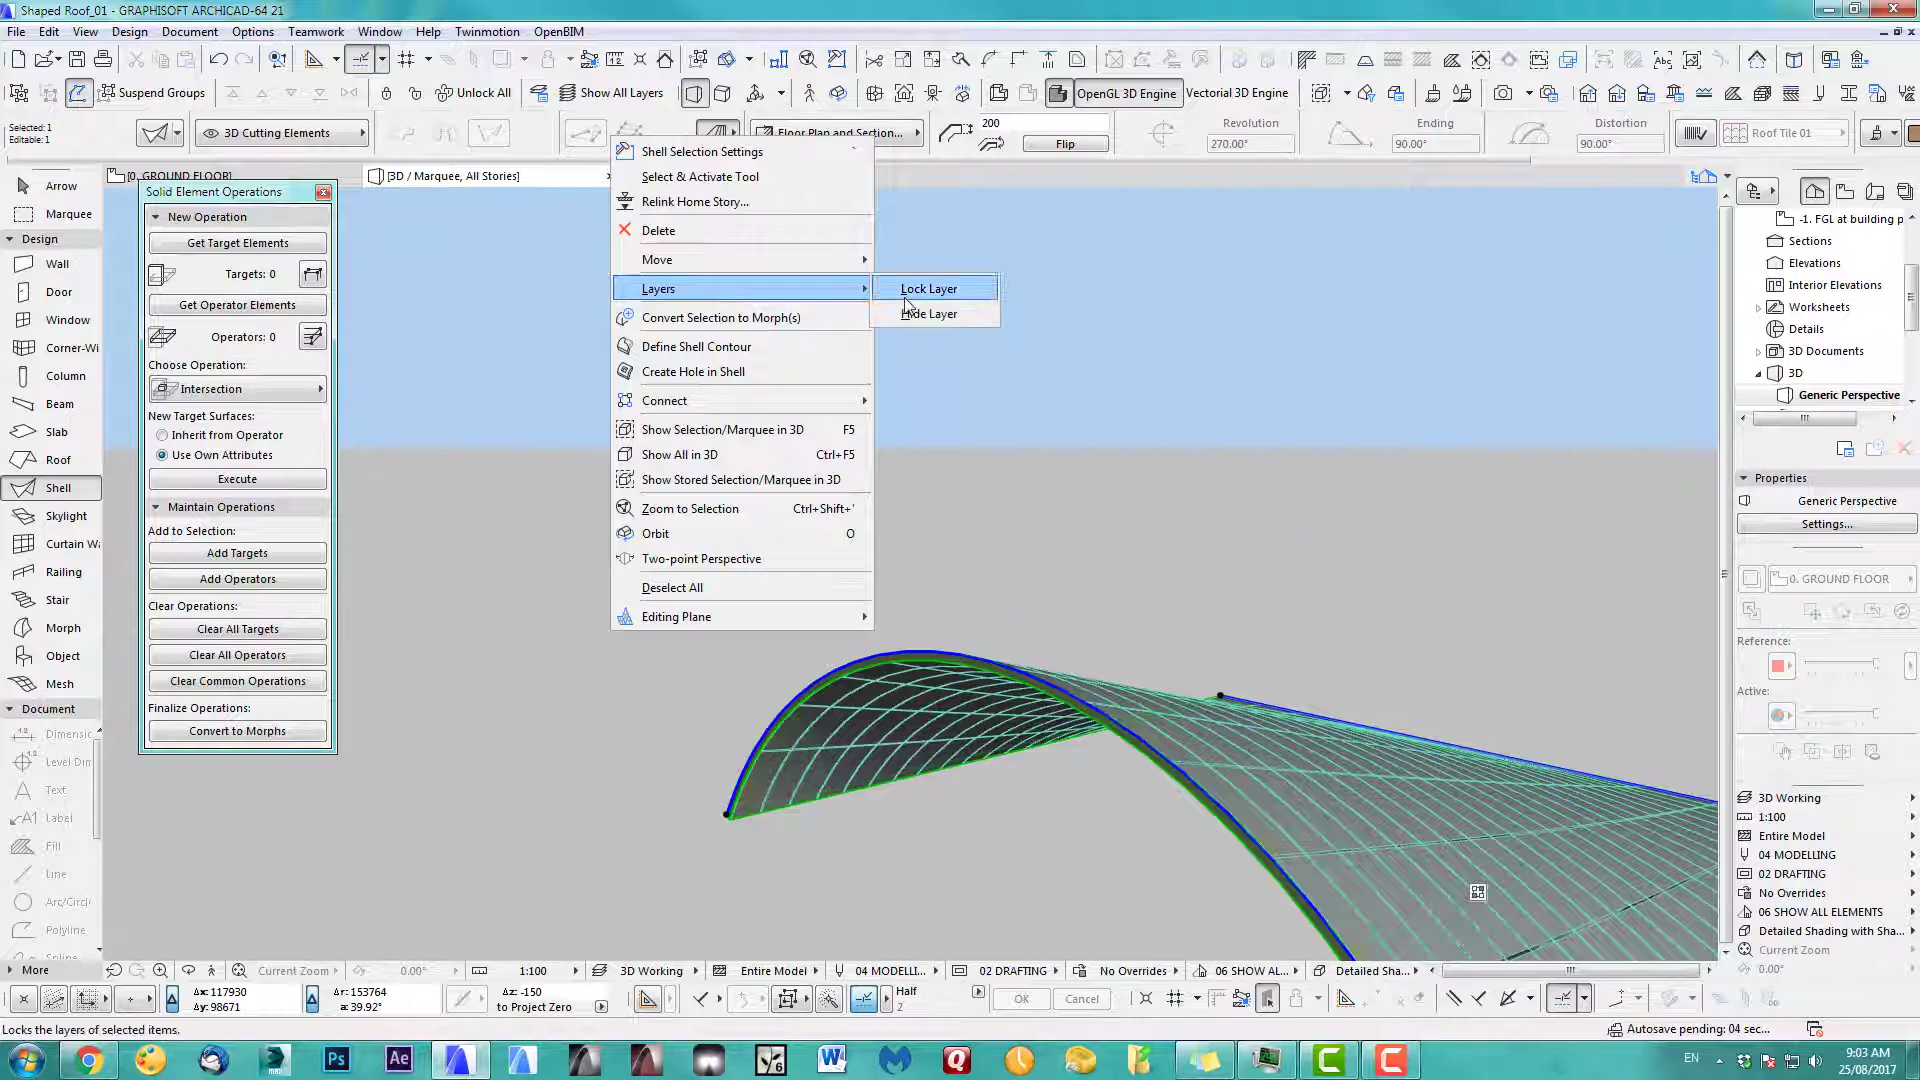 Shaped Roof_01 - GRAPHISOFT ARCHICAD-64 21
File Edit View Design Document Options Teamwork Window Help Twinmotion OpenBIM
Suspend Groups
Unlock All
Show All Layers
OpenGL 3D Engine
Vectorial 3D Engine
Selected: 1
Editable: 1
3D Cutting Elements
Floor Plan and Section...
200
Flip
Revolution
270.00°
Ending
90.00°
Distortion
90.00°
Roof Tile 01
[0. GROUND FLOOR]
[3D / Marquee, All Stories]
Arrow
Marquee
Design
Wall
Door
Window
Corner-Wi
Column
Beam
Slab
Roof
Shell
Skylight
Curtain Wa
Railing
Stair
Morph
Object
Mesh
Document
Dimensic
Level Dim
Text
Label
Fill
Line
Arc/Circl
Polyline
Spline
More
Solid Element Operations
New Operation
Get Target Elements
Targets: 0
Get Operator Elements
Operators: 0
Choose Operation:
Intersection
New Target Surfaces:
Inherit from Operator
Use Own Attributes
Execute
Maintain Operations
Add to Selection:
Add Targets
Add Operators
Clear Operations:
Clear All Targets
Clear All Operators
Clear Common Operations
Finalize Operations:
Convert to Morphs
Shell Selection Settings
Select & Activate Tool
Relink Home Story...
Delete
Move
Layers
Lock Layer
Hide Layer
Convert Selection to Morph(s)
Define Shell Contour
Create Hole in Shell
Connect
Show Selection/Marquee in 3D F5
Show All in 3D Ctrl+F5
Show Stored Selection/Marquee in 3D
Zoom to Selection Ctrl+Shift+'
Orbit O
Two-point Perspective
Deselect All
Editing Plane
-1. FGL at building p
Sections
Elevations
Interior Elevations
Worksheets
Details
3D Documents
3D
Generic Perspective
Properties
Generic Perspective
Settings...
0. GROUND FLOOR
Reference:
Active:
3D Working
1:100
Entire Model
04 MODELLING
02 DRAFTING
No Overrides
06 SHOW ALL ELEMENTS
Detailed Shading with Sha...
Current Zoom
0.00°
Current Zoom 0.00° 1:100 3D Working Entire Model 04 MODELLI... 02 DRAFTING No Overrides 06 SHOW AL... Detailed Sha...
Δx: 117930
Δy: 98671
Δr: 153764
a: 39.92°
Δz: -150
to Project Zero
Half
2
OK
Cancel
Locks the layers of selected items.
Autosave pending: 04 sec...
Ps
Ae
EN
9:03 AM
25/08/2017